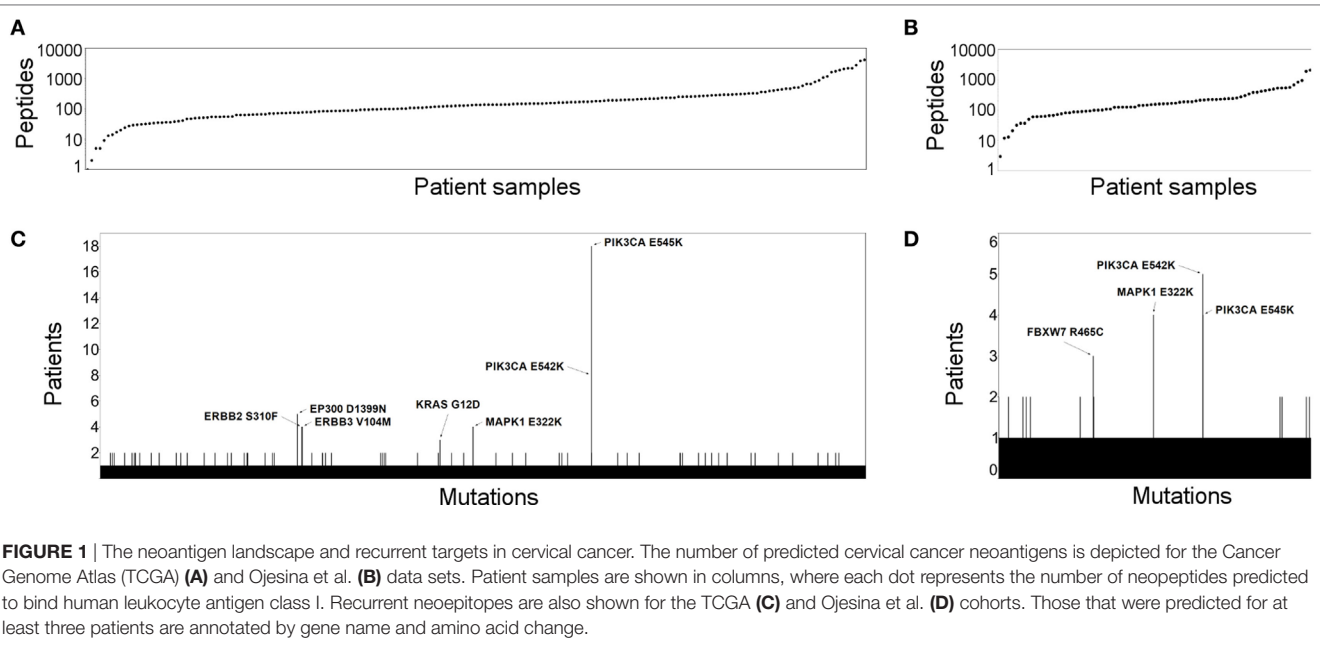 A
10000
1000
100
10
1
Peptides
Patient samples
B
10000
1000
100
10
1
Peptides
Patient samples
C
18
16
14
12
10
8
6
4
2
Patients
PIK3CA E545K
PIK3CA E542K
KRAS G12D
EP300 D1399N
ERBB2 S310F
ERBB3 V104M
MAPK1 E322K
Mutations
D
6
5
4
3
2
1
0
Patients
PIK3CA E542K
MAPK1 E322K
PIK3CA E545K
FBXW7 R465C
Mutations
FIGURE 1 | The neoantigen landscape and recurrent targets in cervical cancer. The number of predicted cervical cancer neoantigens is depicted for the Cancer
Genome Atlas (TCGA) (A) and Ojesina et al. (B) data sets. Patient samples are shown in columns, where each dot represents the number of neopeptides predicted
to bind human leukocyte antigen class I. Recurrent neoepitopes are also shown for the TCGA (C) and Ojesina et al. (D) cohorts. Those that were predicted for at
least three patients are annotated by gene name and amino acid change.